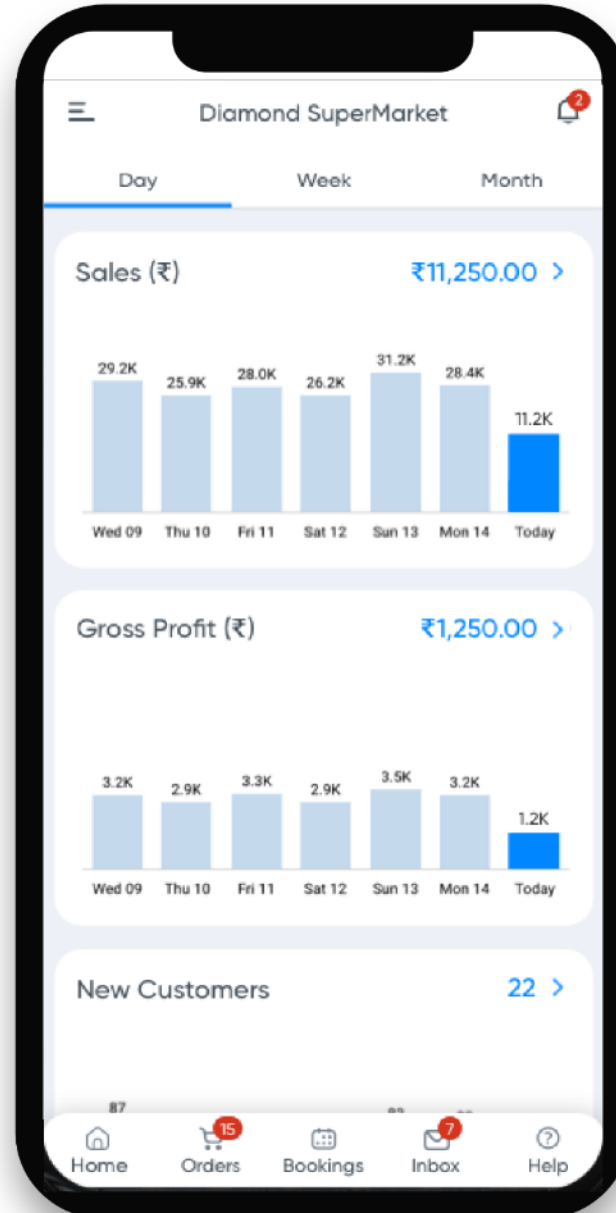 Diamond SuperMarket
2
Day Week Month
Sales (₹) ₹11,250.00 >
29.2K 25.9K 28.0K 26.2K 31.2K 28.4K 11.2K
Wed 09 Thu 10 Fri 11 Sat 12 Sun 13 Mon 14 Today
Gross Profit (₹) ₹1,250.00 >
3.2K 2.9K 3.3K 2.9K 3.5K 3.2K 1.2K
Wed 09 Thu 10 Fri 11 Sat 12 Sun 13 Mon 14 Today
New Customers 22 >
87
15 7
Home Orders Bookings Inbox Help